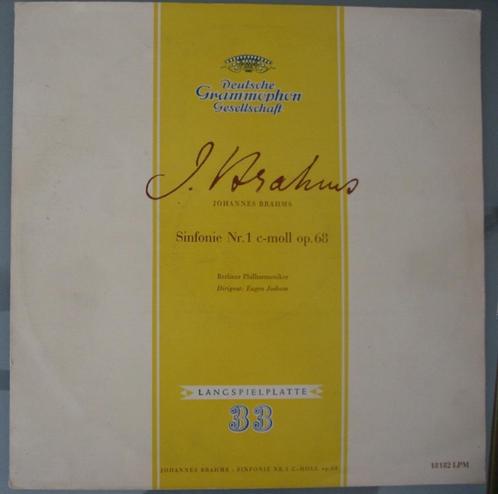 Deutsche
Grammophon
Gesellschaft
J. Brahms
JOHANNES BRAHMS
Sinfonie Nr. 1 c-moll op. 68
Berliner Philharmoniker
Dirigent: Eugen Jochum
LANGSPIELPLATTE
33
JOHANNES BRAHMS · SINFONIE NR. 1 C-MOLL op. 68
18182 LPM